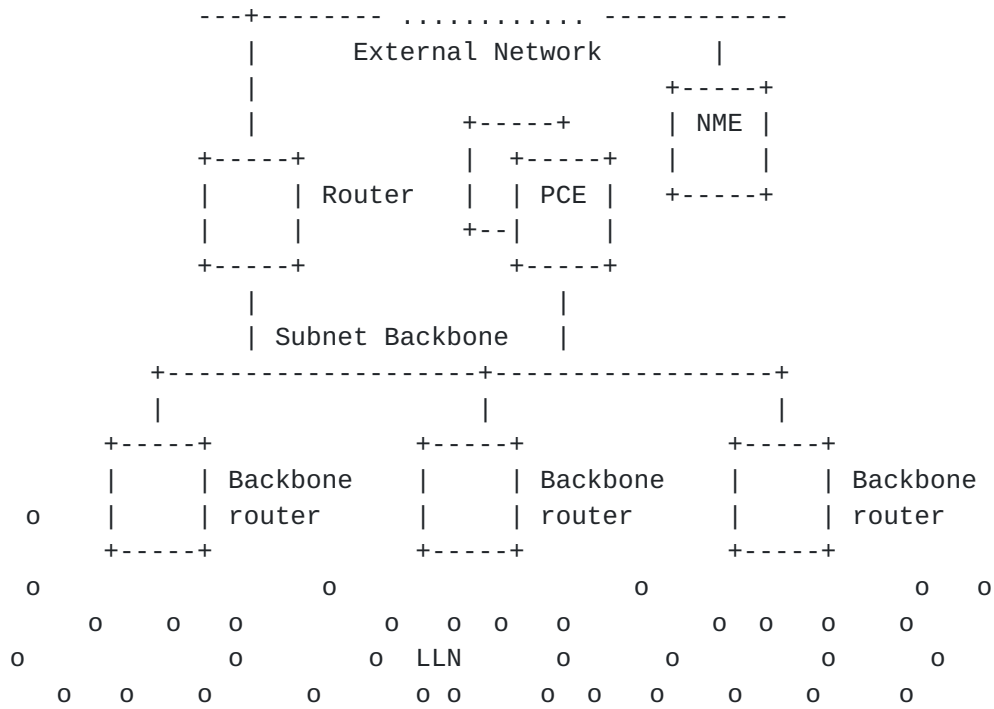 ---+-------- ............ ------------
| External Network |
| +-----+
| +-----+ | NME |
+-----+ | +-----+ | |
| | Router | | PCE | +-----+
| | +--| |
+-----+ +-----+
| |
| Subnet Backbone |
+--------------------+------------------+
| | |
+-----+ +-----+ +-----+
| | Backbone | | Backbone | | Backbone
o | | router | | router | | router
+-----+ +-----+ +-----+
o o o o o
o o o o o o o o o o o
o o o LLN o o o o
o o o o o o o o o o o o